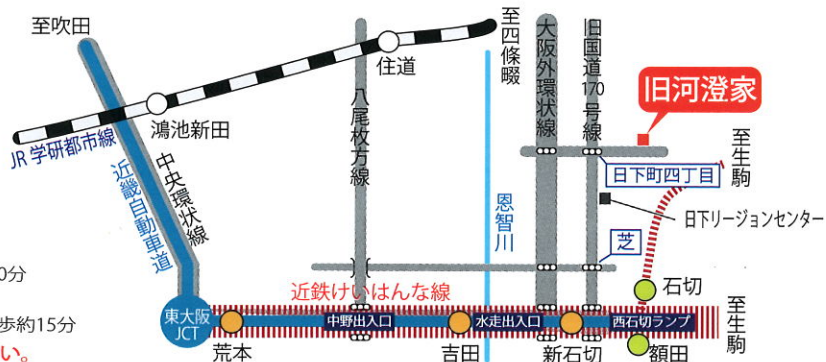 至吹田
至四條畷
大阪外環状線
旧国道170号線
住道
旧河澄家
鴻池新田
八尾枚方線
JR 学研都市線
近畿自動車道
中央環状線
至生駒
日下町四丁目
恩智川
日下リージョンセンター
芝
0分
近鉄けいはんな線
石切
歩約15分
東大阪
JCT
中野出入口
水走出入口
西石切ランプ
至生駒
い。
荒本
吉田
新石切
額田